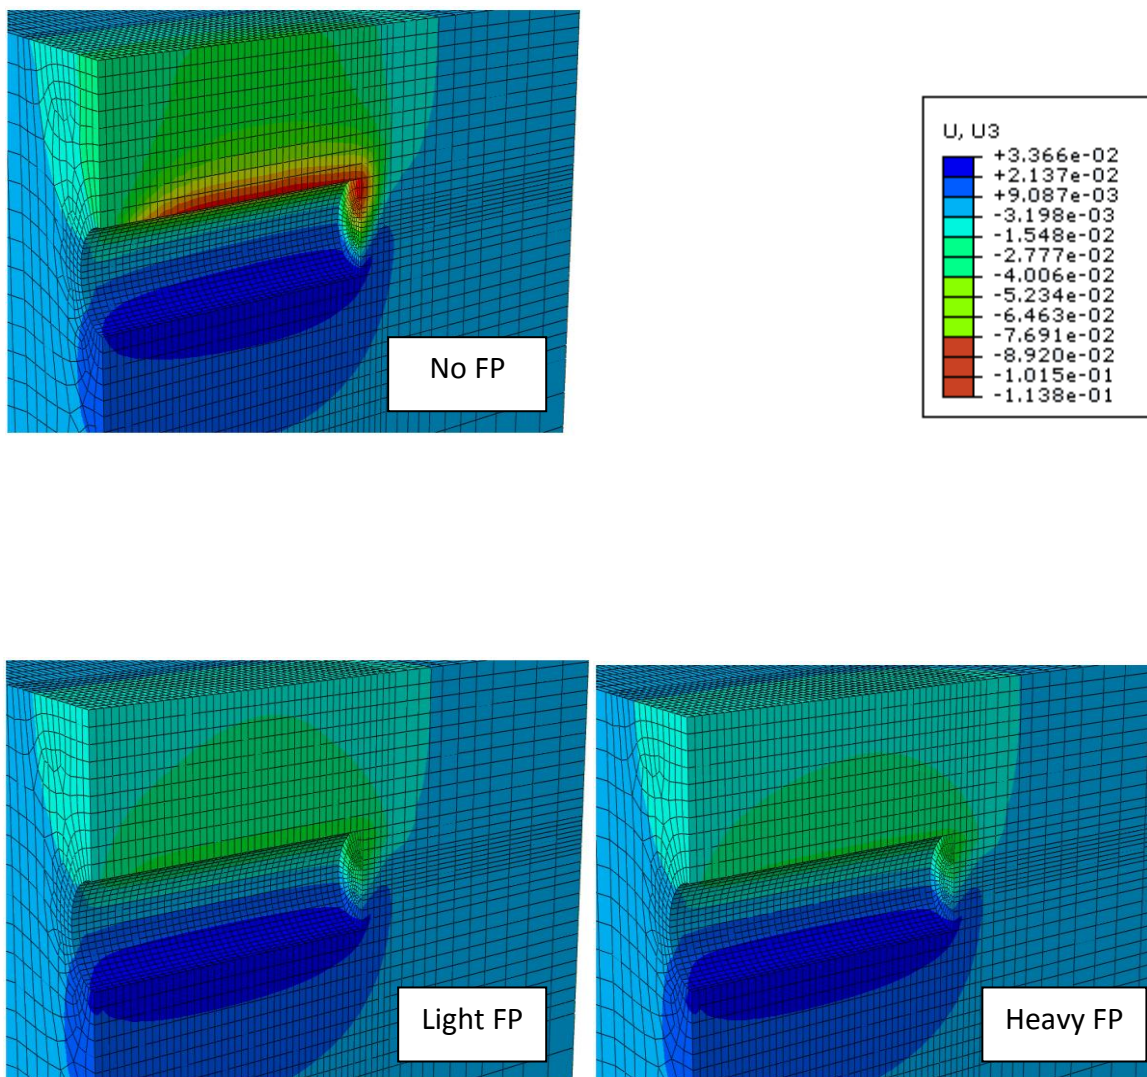 No FP
U, U3
+3.366e-02
+2.137e-02
+9.087e-03
-3.198e-03
-1.548e-02
-2.777e-02
-4.006e-02
-5.234e-02
-6.463e-02
-7.691e-02
-8.920e-02
-1.015e-01
-1.138e-01
Light FP
Heavy FP